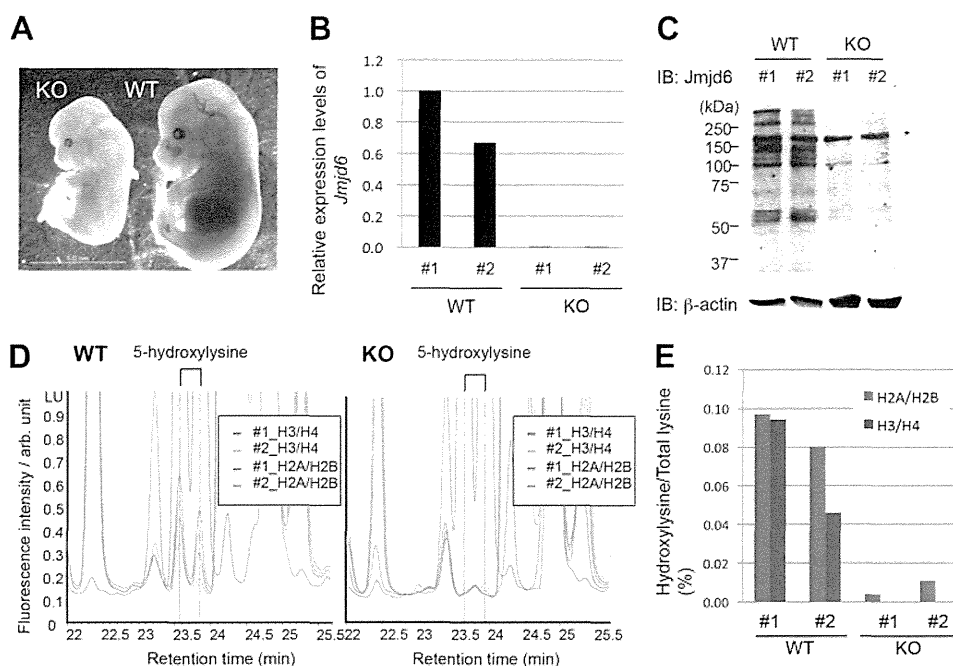 A
KO WT
B
Relative expression levels of
Jmjd6
1.2
1.0
0.8
0.6
0.4
0.2
0.0
#1 #2 #1 #2
WT KO
C
WT KO
IB: Jmjd6 #1 #2 #1 #2
(kDa)
250
150
100
75
50
37
IB: β-actin
D
WT 5-hydroxylysine
Fluorescence intensity / arb. unit
LU
0.9
0.8
0.7
0.6
0.5
0.4
0.3
0.2
0.1
0
#1_H3/H4
#2_H3/H4
#1_H2A/H2B
#2_H2A/H2B
22 22.5 23 23.5 24 24.5 25 25.5
Retention time (min)
KO 5-hydroxylysine
#1_H3/H4
#2_H3/H4
#1_H2A/H2B
#2_H2A/H2B
22 22.5 23 23.5 24 24.5 25 25.5
Retention time (min)
E
Hydroxylysine/Total lysine
(%)
0.12
0.10
0.08
0.06
0.04
0.02
0.00
H2A/H2B
H3/H4
#1 #2 #1 #2
WT KO